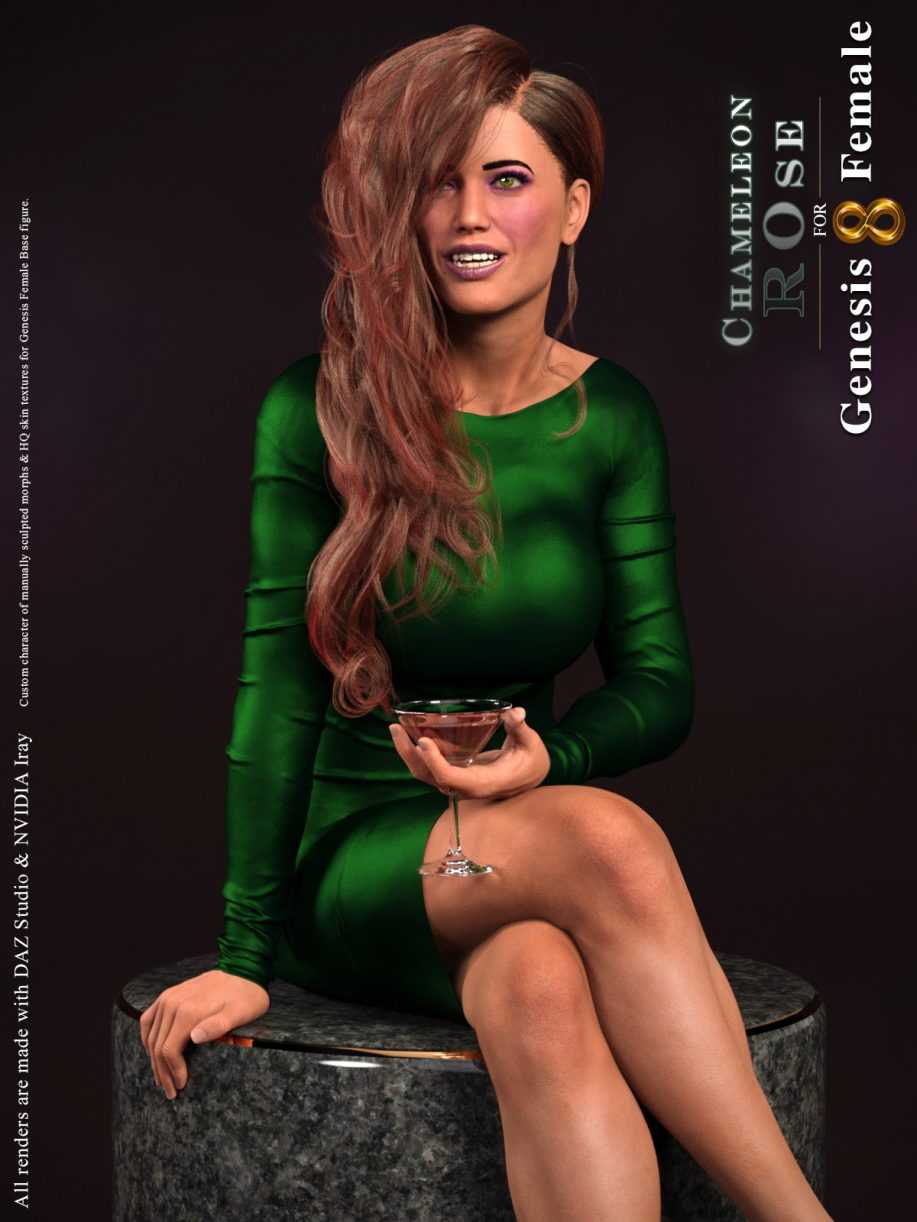 CHAMELEON
ROSE
FOR
Genesis 8 Female
Custom character of manually sculpted morphs & HQ skin textures for Genesis Female Base figure.
All renders are made with DAZ Studio & NVIDIA Iray